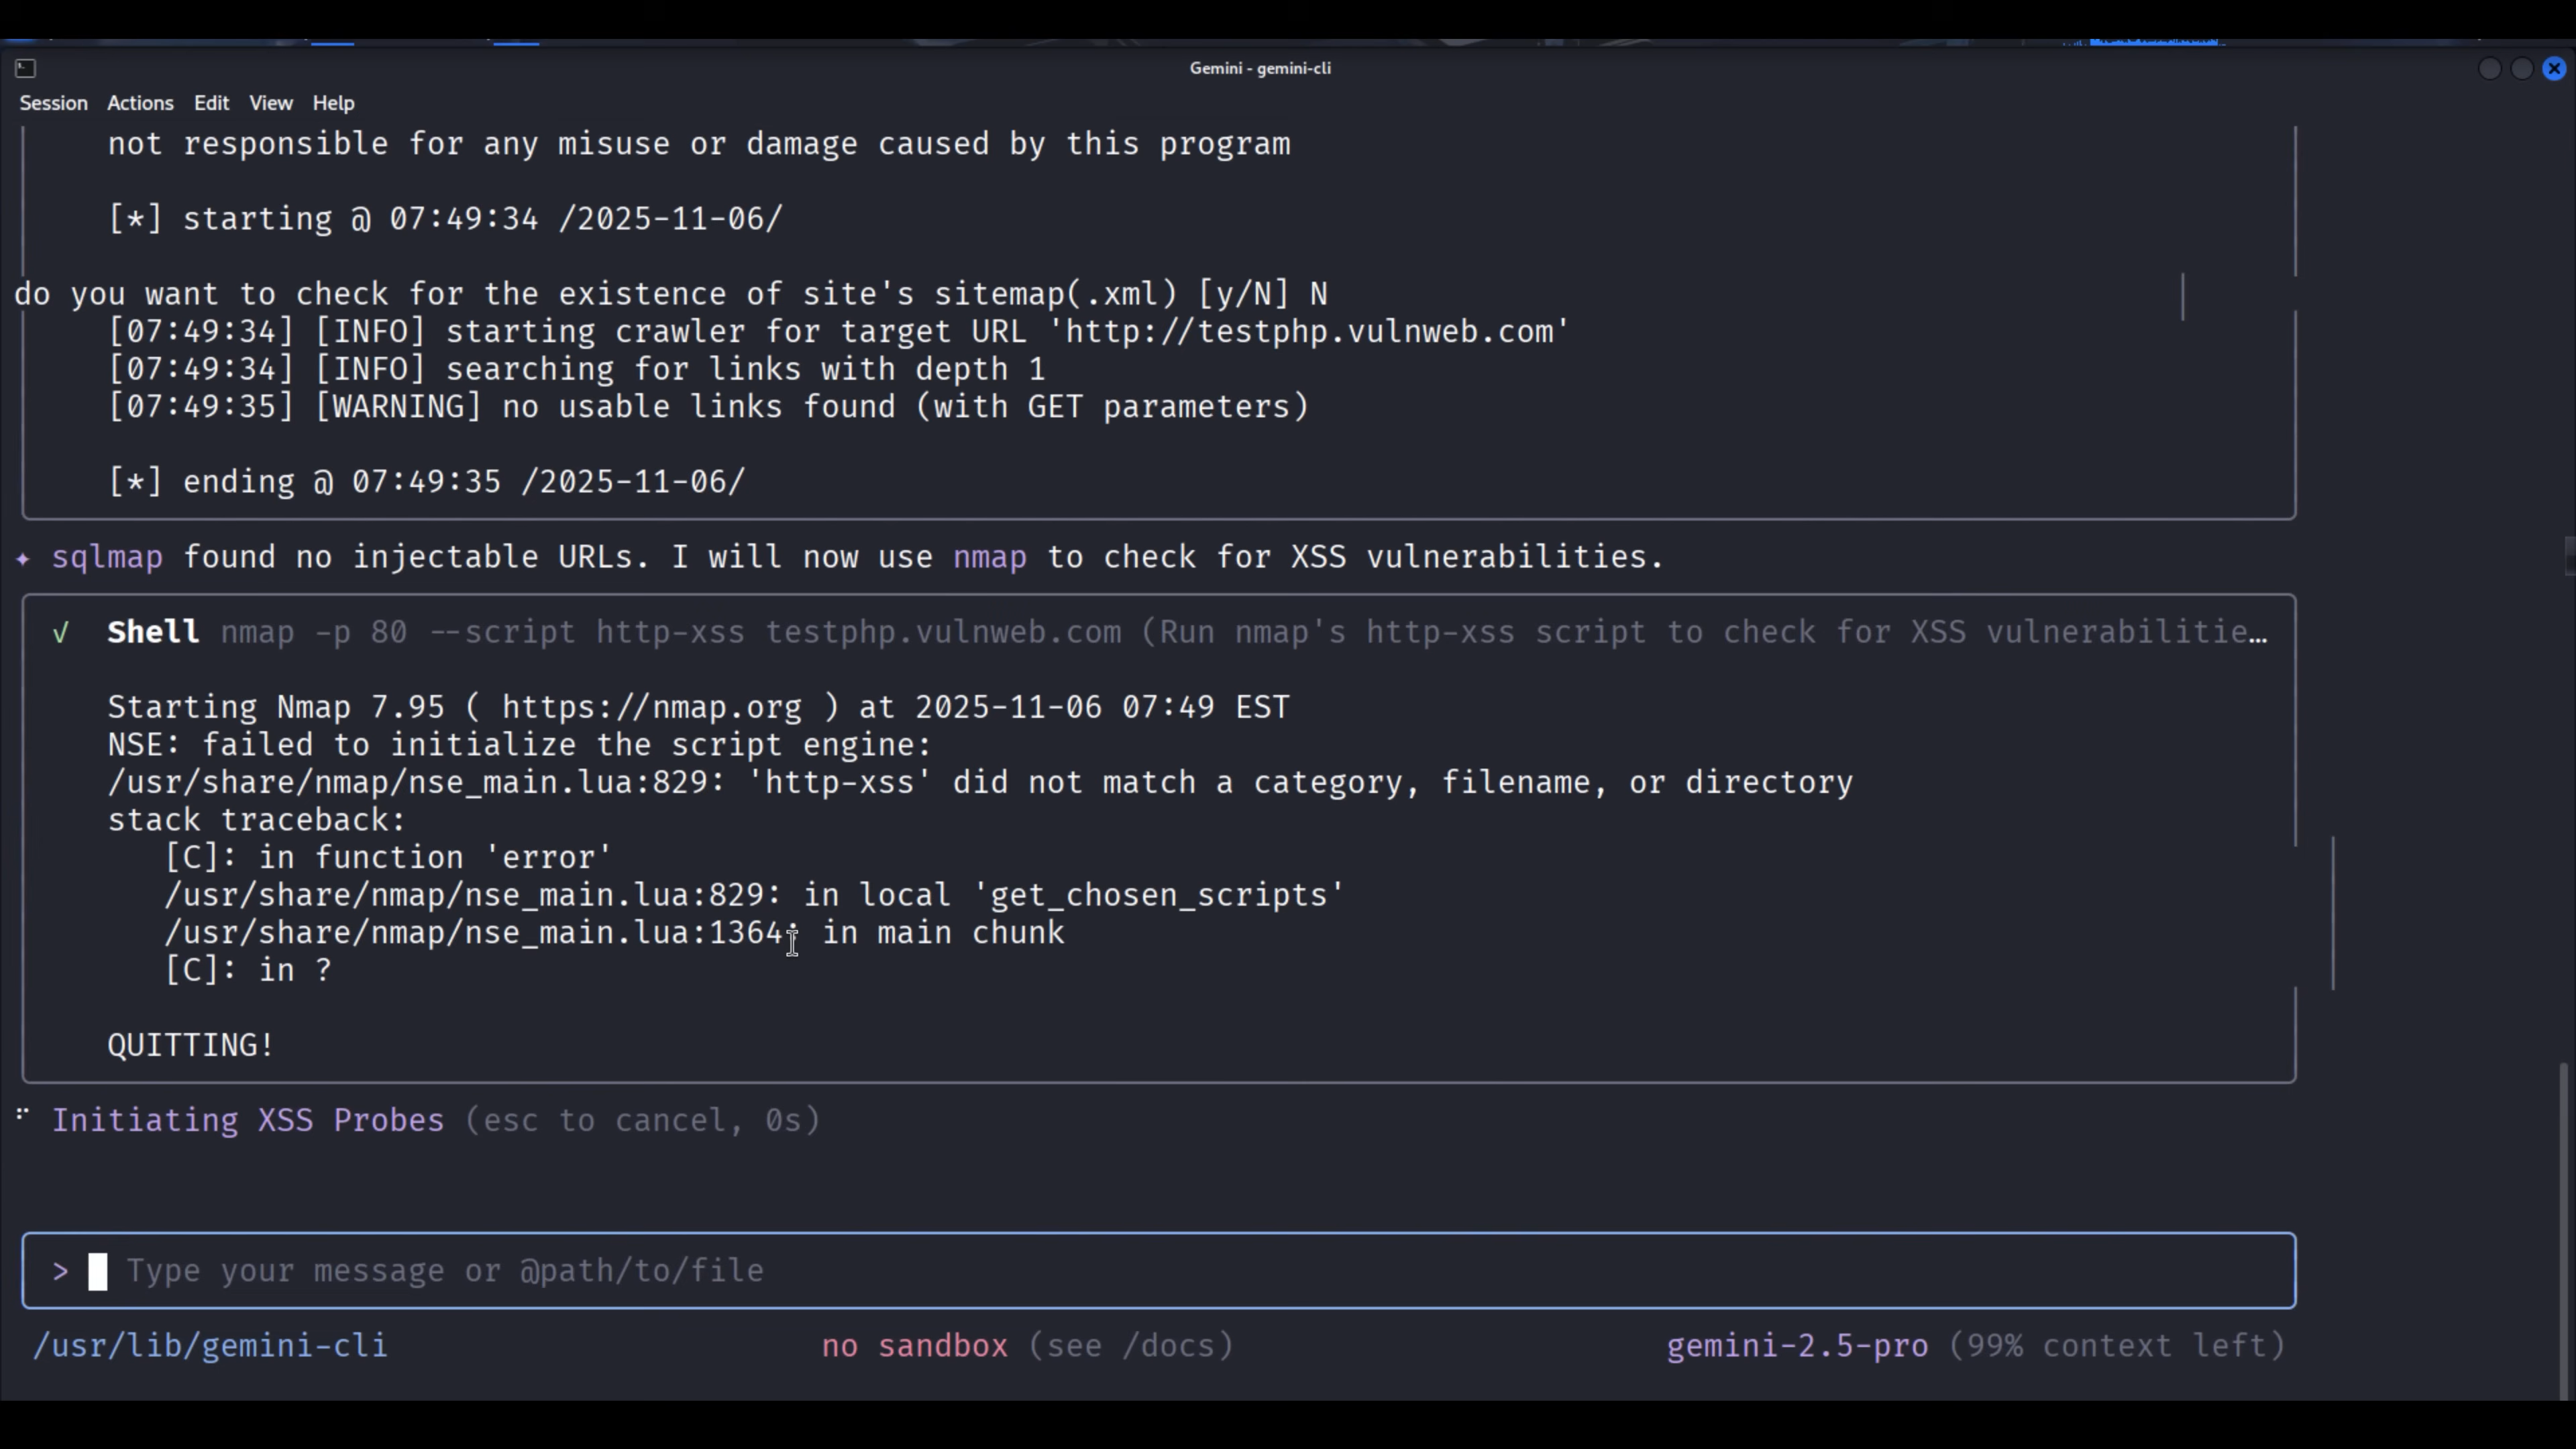 Gemini - gemini-cli
Session Actions Edit View Help
not responsible for any misuse or damage caused by this program
[*] starting @ 07:49:34 /2025-11-06/
do you want to check for the existence of site's sitemap(.xml) [y/N] N
[07:49:34] [INFO] starting crawler for target URL 'http://testphp.vulnweb.com'
[07:49:34] [INFO] searching for links with depth 1
[07:49:35] [WARNING] no usable links found (with GET parameters)
[*] ending @ 07:49:35 /2025-11-06/
✦ sqlmap found no injectable URLs. I will now use nmap to check for XSS vulnerabilities.
√ Shell nmap -p 80 --script http-xss testphp.vulnweb.com (Run nmap's http-xss script to check for XSS vulnerabilitie…
Starting Nmap 7.95 ( https://nmap.org ) at 2025-11-06 07:49 EST
NSE: failed to initialize the script engine:
/usr/share/nmap/nse_main.lua:829: 'http-xss' did not match a category, filename, or directory
stack traceback:
[C]: in function 'error'
/usr/share/nmap/nse_main.lua:829: in local 'get_chosen_scripts'
/usr/share/nmap/nse_main.lua:1364: in main chunk
[C]: in ?
QUITTING!
Initiating XSS Probes (esc to cancel, 0s)
> Type your message or @path/to/file
/usr/lib/gemini-cli no sandbox (see /docs) gemini-2.5-pro (99% context left)